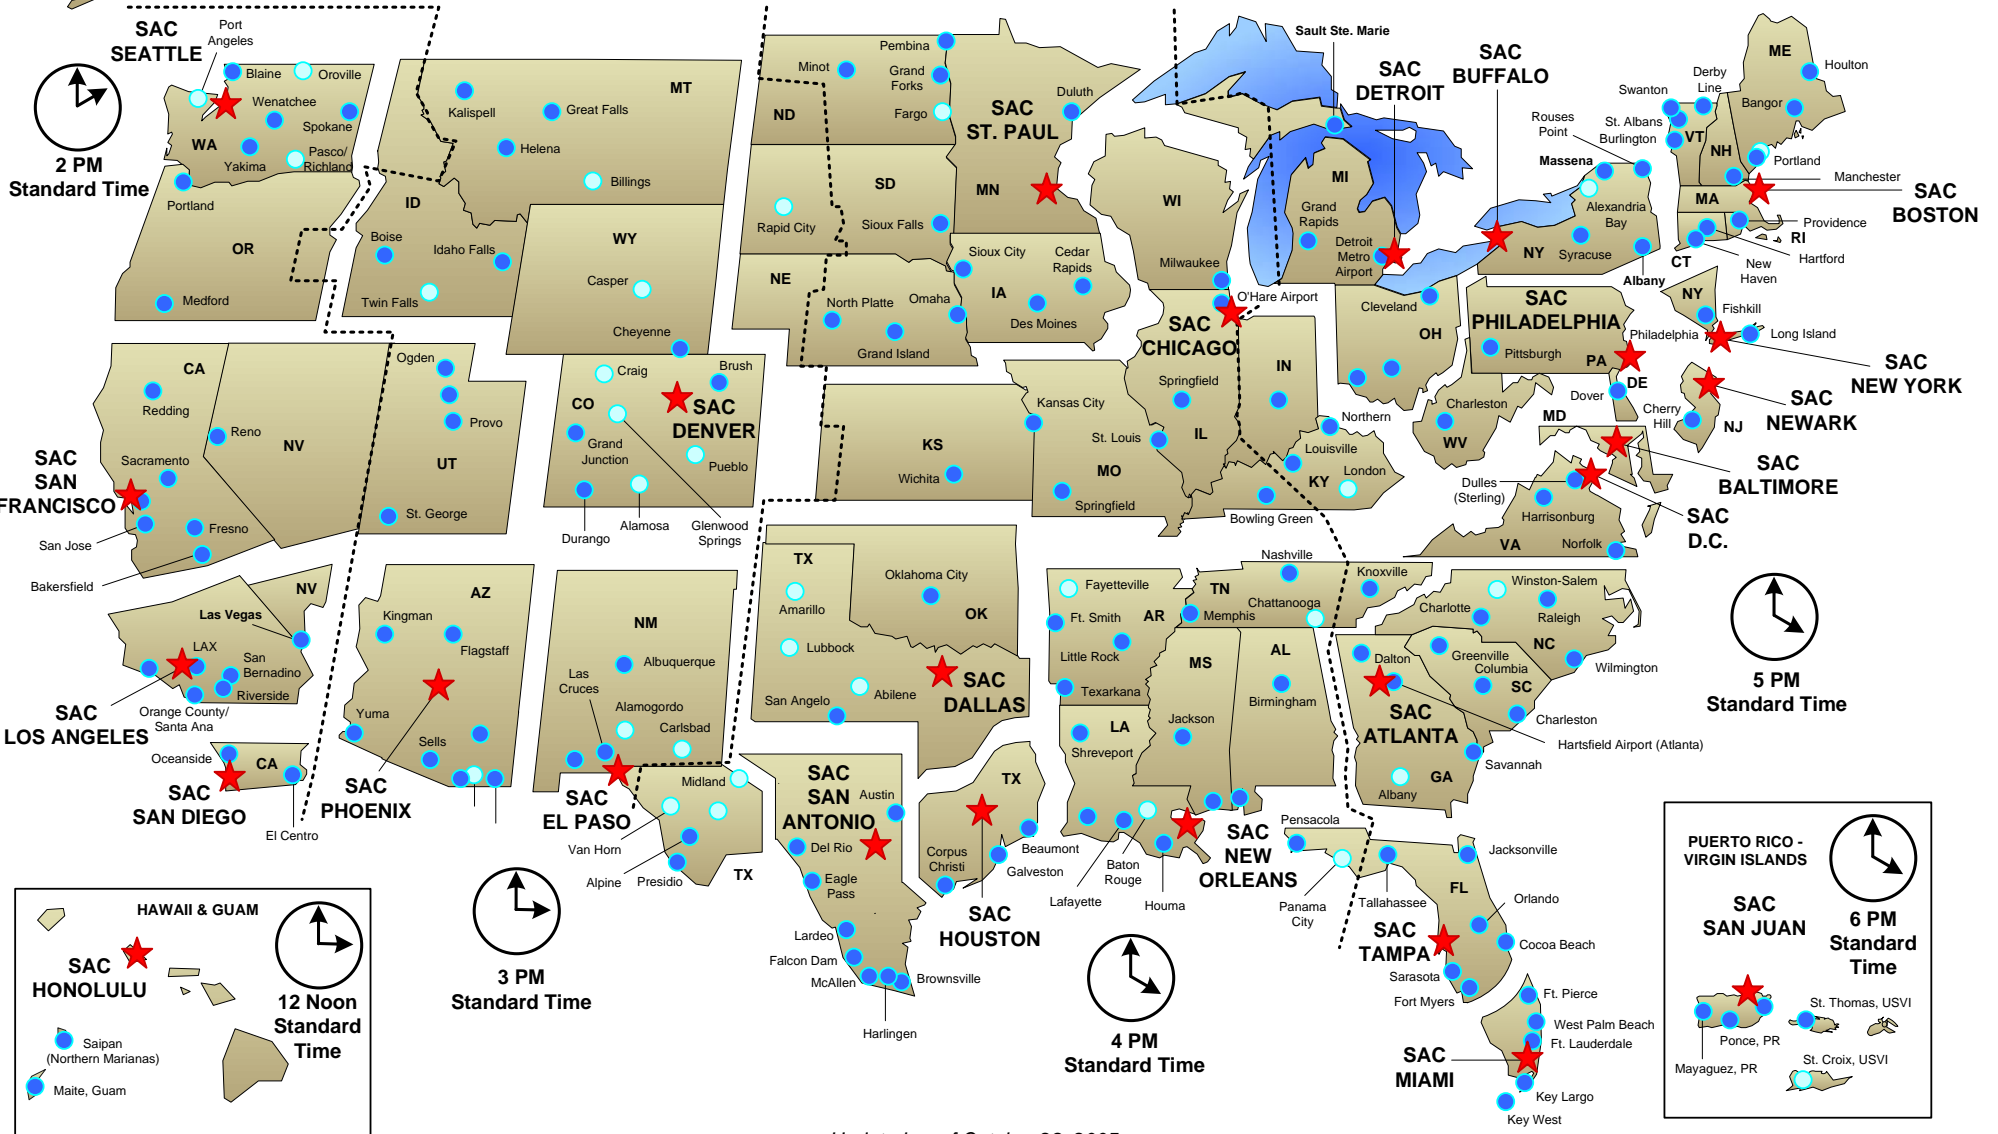 SAC
SEATTLE
Port
Angeles
Blaine
Oroville
Wenatchee
Spokane
WA
Yakima
Pasco/
Richland
2 PM
Standard Time
Portland
OR
Medford
MT
Kalispell
Great Falls
Helena
Billings
ID
Boise
Idaho Falls
Twin Falls
WY
Casper
Cheyenne
Pembina
Minot
Grand
Forks
ND
Fargo
SD
Rapid City
Sioux Falls
NE
North Platte
Omaha
Grand Island
SAC
ST. PAUL
Duluth
MN
Sioux City
Cedar
Rapids
IA
Des Moines
WI
Milwaukee
O'Hare Airport
SAC
CHICAGO
Springfield
IL
Sault Ste. Marie
SAC
DETROIT
MI
Grand
Rapids
Detroit
Metro
Airport
SAC
BUFFALO
Rouses
Point
Massena
Alexandria
Bay
NY
Syracuse
Albany
Swanton
Derby
Line
St. Albans
Burlington
VT
NH
ME
Houlton
Bangor
Portland
Manchester
MA
SAC
BOSTON
Providence
RI
Hartford
New
Haven
CT
NY
Fishkill
Long Island
SAC
NEW YORK
SAC
PHILADELPHIA
Philadelphia
Pittsburgh
PA
DE
Dover
Cherry
Hill
NJ
SAC
NEWARK
MD
SAC
BALTIMORE
Cleveland
OH
IN
Northern
Louisville
London
KY
Bowling Green
Charleston
WV
Dulles
(Sterling)
Harrisonburg
VA
Norfolk
SAC
D.C.
CA
Redding
Reno
NV
Sacramento
SAC
SAN
FRANCISCO
San Jose
Fresno
Bakersfield
Ogden
Provo
UT
St. George
Craig
CO
Brush
SAC
DENVER
Grand
Junction
Pueblo
Durango
Alamosa
Glenwood
Springs
KS
Wichita
Kansas City
St. Louis
MO
Springfield
NV
Las Vegas
LAX
San
Bernadino
Riverside
Orange County/
Santa Ana
SAC
LOS ANGELES
Oceanside
CA
SAC
SAN DIEGO
El Centro
AZ
Kingman
Flagstaff
Yuma
Sells
SAC
PHOENIX
NM
Albuquerque
Las
Cruces
Alamogordo
Carlsbad
SAC
EL PASO
Midland
Van Horn
Alpine
Presidio
TX
TX
Amarillo
Lubbock
Abilene
San Angelo
Oklahoma City
OK
SAC
DALLAS
SAC
SAN
ANTONIO
Austin
Del Rio
Eagle
Pass
Lardeo
Falcon Dam
McAllen
Brownsville
Harlingen
TX
Corpus
Christi
Beaumont
Galveston
SAC
HOUSTON
Fayetteville
Ft. Smith
AR
Little Rock
Texarkana
LA
Shreveport
Lafayette
Baton
Rouge
Houma
SAC
NEW
ORLEANS
Nashville
TN
Memphis
Chattanooga
Knoxville
MS
Jackson
AL
Birmingham
Winston-Salem
Charlotte
Raleigh
NC
Wilmington
Greenville
Columbia
SC
Charleston
Dalton
SAC
ATLANTA
Hartsfield Airport (Atlanta)
Savannah
GA
Albany
5 PM
Standard Time
Pensacola
Panama
City
Tallahassee
Jacksonville
FL
Orlando
SAC
TAMPA
Cocoa Beach
Sarasota
Fort Myers
Ft. Pierce
West Palm Beach
Ft. Lauderdale
SAC
MIAMI
Key Largo
Key West
3 PM
Standard Time
4 PM
Standard Time
HAWAII & GUAM
SAC
HONOLULU
12 Noon
Standard
Time
Saipan
(Northern Marianas)
Maite, Guam
PUERTO RICO -
VIRGIN ISLANDS
SAC
SAN JUAN
6 PM
Standard
Time
St. Thomas, USVI
Ponce, PR
Mayaguez, PR
St. Croix, USVI